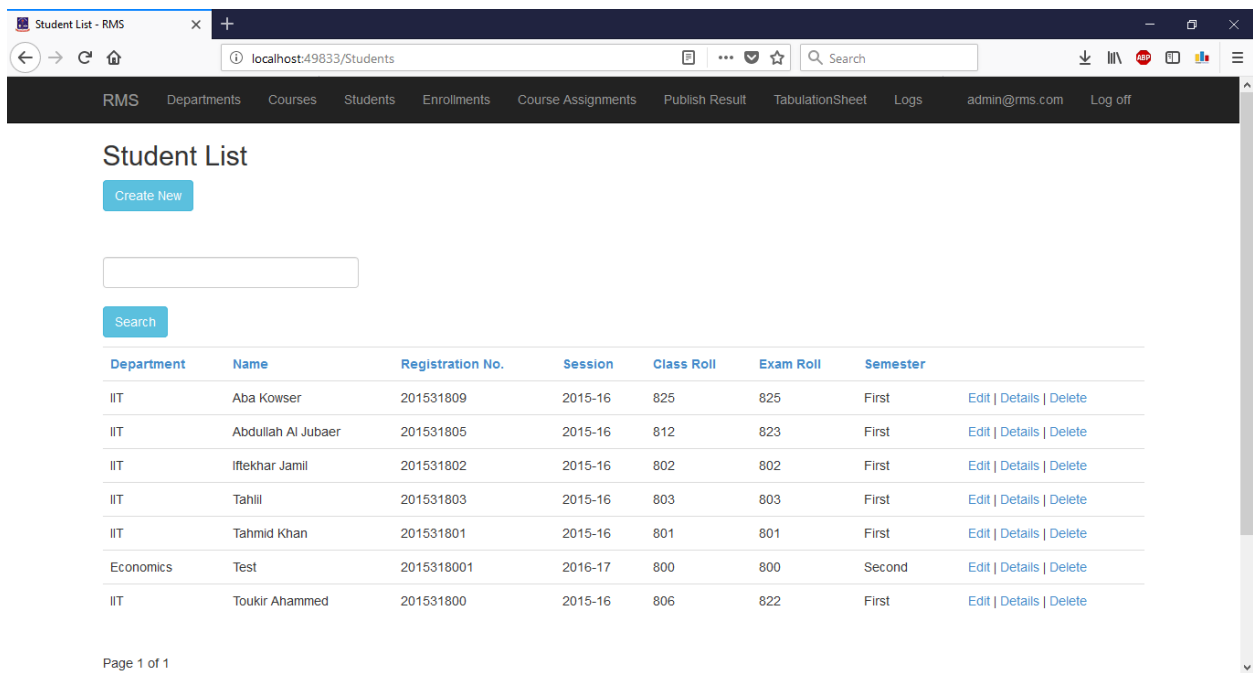 Student List - RMS
localhost:49833/Students
Search
ABP
RMS Departments Courses Students Enrollments Course Assignments Publish Result TabulationSheet Logs admin@rms.com Log off
Student List
Create New
Search
Department Name Registration No. Session Class Roll Exam Roll Semester
IIT Aba Kowser 201531809 2015-16 825 825 First Edit | Details | Delete
IIT Abdullah Al Jubaer 201531805 2015-16 812 823 First Edit | Details | Delete
IIT Iftekhar Jamil 201531802 2015-16 802 802 First Edit | Details | Delete
IIT Tahlil 201531803 2015-16 803 803 First Edit | Details | Delete
IIT Tahmid Khan 201531801 2015-16 801 801 First Edit | Details | Delete
Economics Test 2015318001 2016-17 800 800 Second Edit | Details | Delete
IIT Toukir Ahammed 201531800 2015-16 806 822 First Edit | Details | Delete
Page 1 of 1